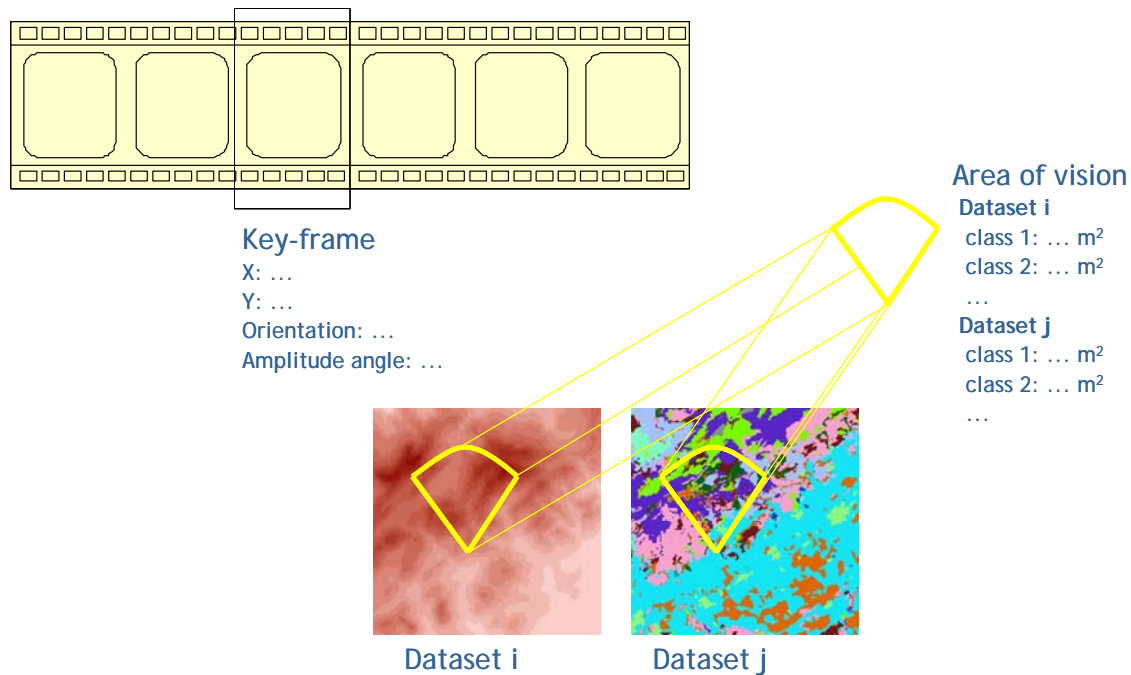 Key-frame
X: …
Y: …
Orientation: …
Amplitude angle: …
Area of vision
Dataset i
class 1: … m²
class 2: … m²
…
Dataset j
class 1: … m²
class 2: … m²
…
Dataset i
Dataset j